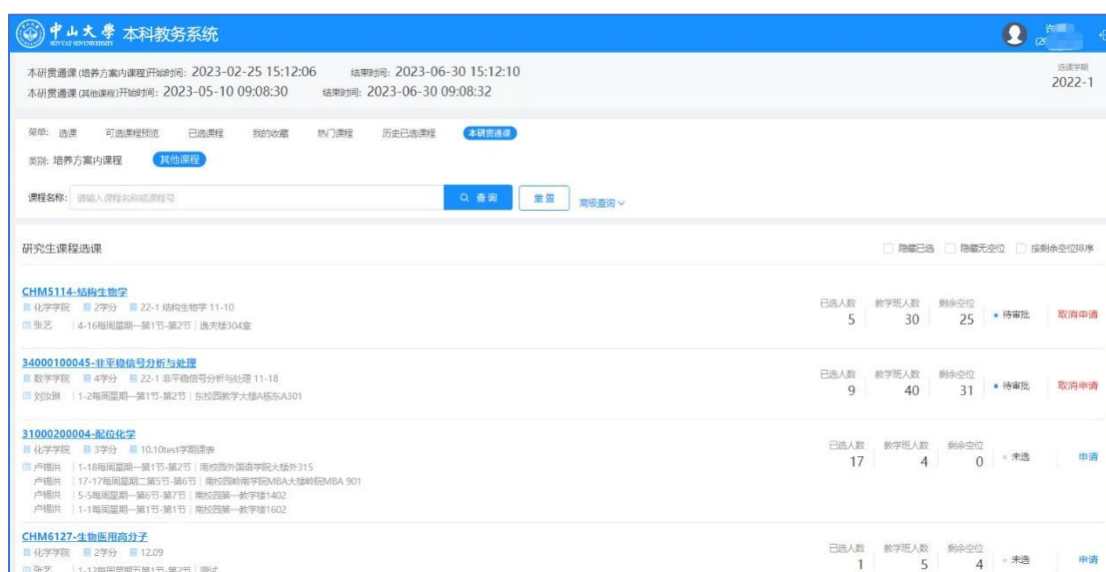 中山大學 本科教务系统
SUN YAT-SEN UNIVERSITY
(20
本研贯通课(培养方案内课程)开始时间: 2023-02-25 15:12:06 结束时间: 2023-06-30 15:12:10
本研贯通课(其他课程)开始时间: 2023-05-10 09:08:30 结束时间: 2023-06-30 09:08:32
选课学期
2022-1
菜单: 选课 可选课程预览 已选课程 我的收藏 热门课程 历史已选课程 本研贯通课
类别: 培养方案内课程 其他课程
课程名称: 请输入课程名称或课程号 查询 重置 高级查询
研究生课程选课 隐藏已选 隐藏无空位 按剩余空位排序
CHM5114-结构生物学
化学学院 2学分 22-1 结构生物学 11-10
张艺 | 4-16每周星期一第1节-第2节 | 逸夫楼304室
已选人数 教学班人数 剩余空位
5 30 25 待审批 取消申请
34000100045-非平稳信号分析与处理
数学学院 4学分 22-1 非平稳信号分析与处理 11-18
刘汝琳 | 1-2每周星期一第1节-第2节 | 东校园教学大楼A栋东A301
已选人数 教学班人数 剩余空位
9 40 31 待审批 取消申请
31000200004-配位化学
化学学院 3学分 10.10test学期课表
卢锡洪 | 1-18每周星期一第1节-第2节 | 南校园外国语学院大楼外315
卢锡洪 | 17-17每周星期二第5节-第6节 | 南校园岭南学院MBA大楼岭院MBA 901
卢锡洪 | 5-5每周星期一第6节-第7节 | 南校园第一教学楼1402
卢锡洪 | 1-1每周星期一第1节-第1节 | 南校园第一教学楼1602
已选人数 教学班人数 剩余空位
17 4 0 未选 申请
CHM6127-生物医用高分子
化学学院 2学分 12.09
张艺 | 1-12每周星期五第1节-第2节 | 测试
已选人数 教学班人数 剩余空位
1 5 4 未选 申请